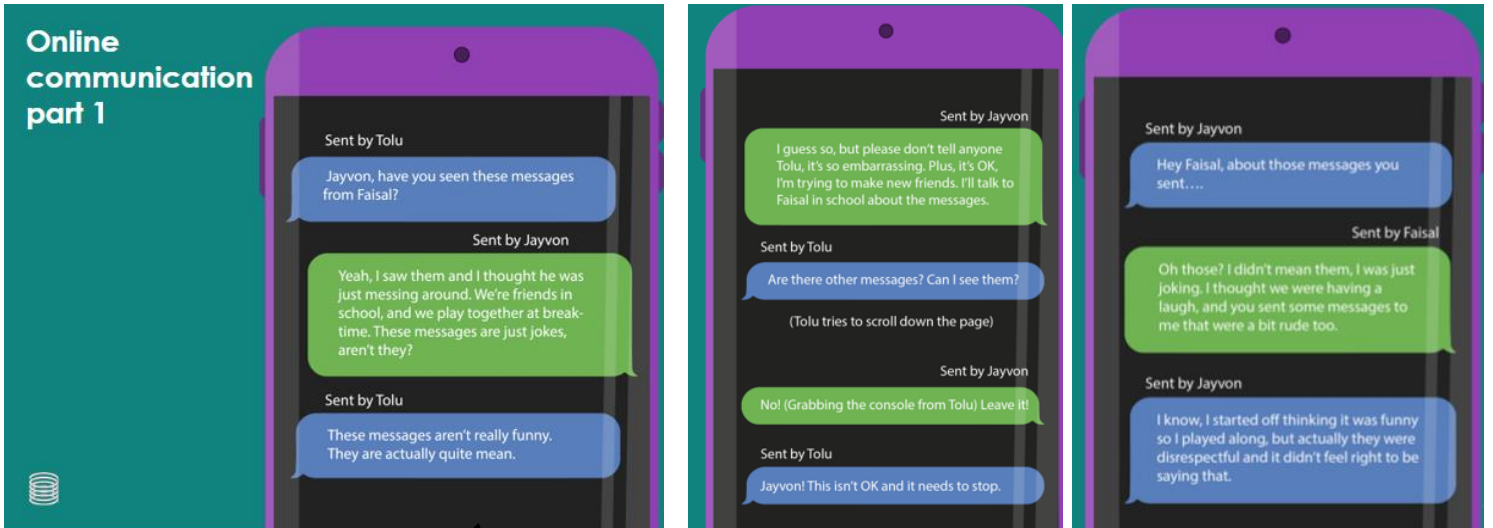 Online
communication
part 1
Sent by Tolu
Jayvon, have you seen these messages
from Faisal?
Sent by Jayvon
Yeah, I saw them and I thought he was
just messing around. We're friends in
school, and we play together at break-
time. These messages are just jokes,
aren't they?
Sent by Tolu
These messages aren't really funny.
They are actually quite mean.
Sent by Jayvon
I guess so, but please don't tell anyone
Tolu, it's so embarrassing. Plus, it's OK,
I'm trying to make new friends. I'll talk to
Faisal in school about the messages.
Sent by Tolu
Are there other messages? Can I see them?
(Tolu tries to scroll down the page)
Sent by Jayvon
No! (Grabbing the console from Tolu) Leave it!
Sent by Tolu
Jayvon! This isn't OK and it needs to stop.
Sent by Jayvon
Hey Faisal, about those messages you
sent....
Sent by Faisal
Oh those? I didn't mean them, I was just
joking. I thought we were having a
laugh, and you sent some messages to
me that were a bit rude too.
Sent by Jayvon
I know, I started off thinking it was funny
so I played along, but actually they were
disrespectful and it didn't feel right to be
saying that.